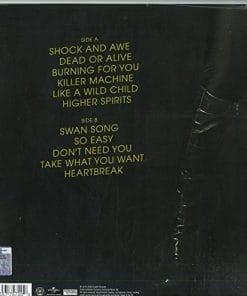 SIDE A
SHOCK AND AWE
DEAD OR ALIVE
BURNING FOR YOU
KILLER MACHINE
LIKE A WILD CHILD
HIGHER SPIRITS
SIDE B
SWAN SONG
SO EASY
DON'T NEED YOU
TAKE WHAT YOU WANT
HEARTBREAK